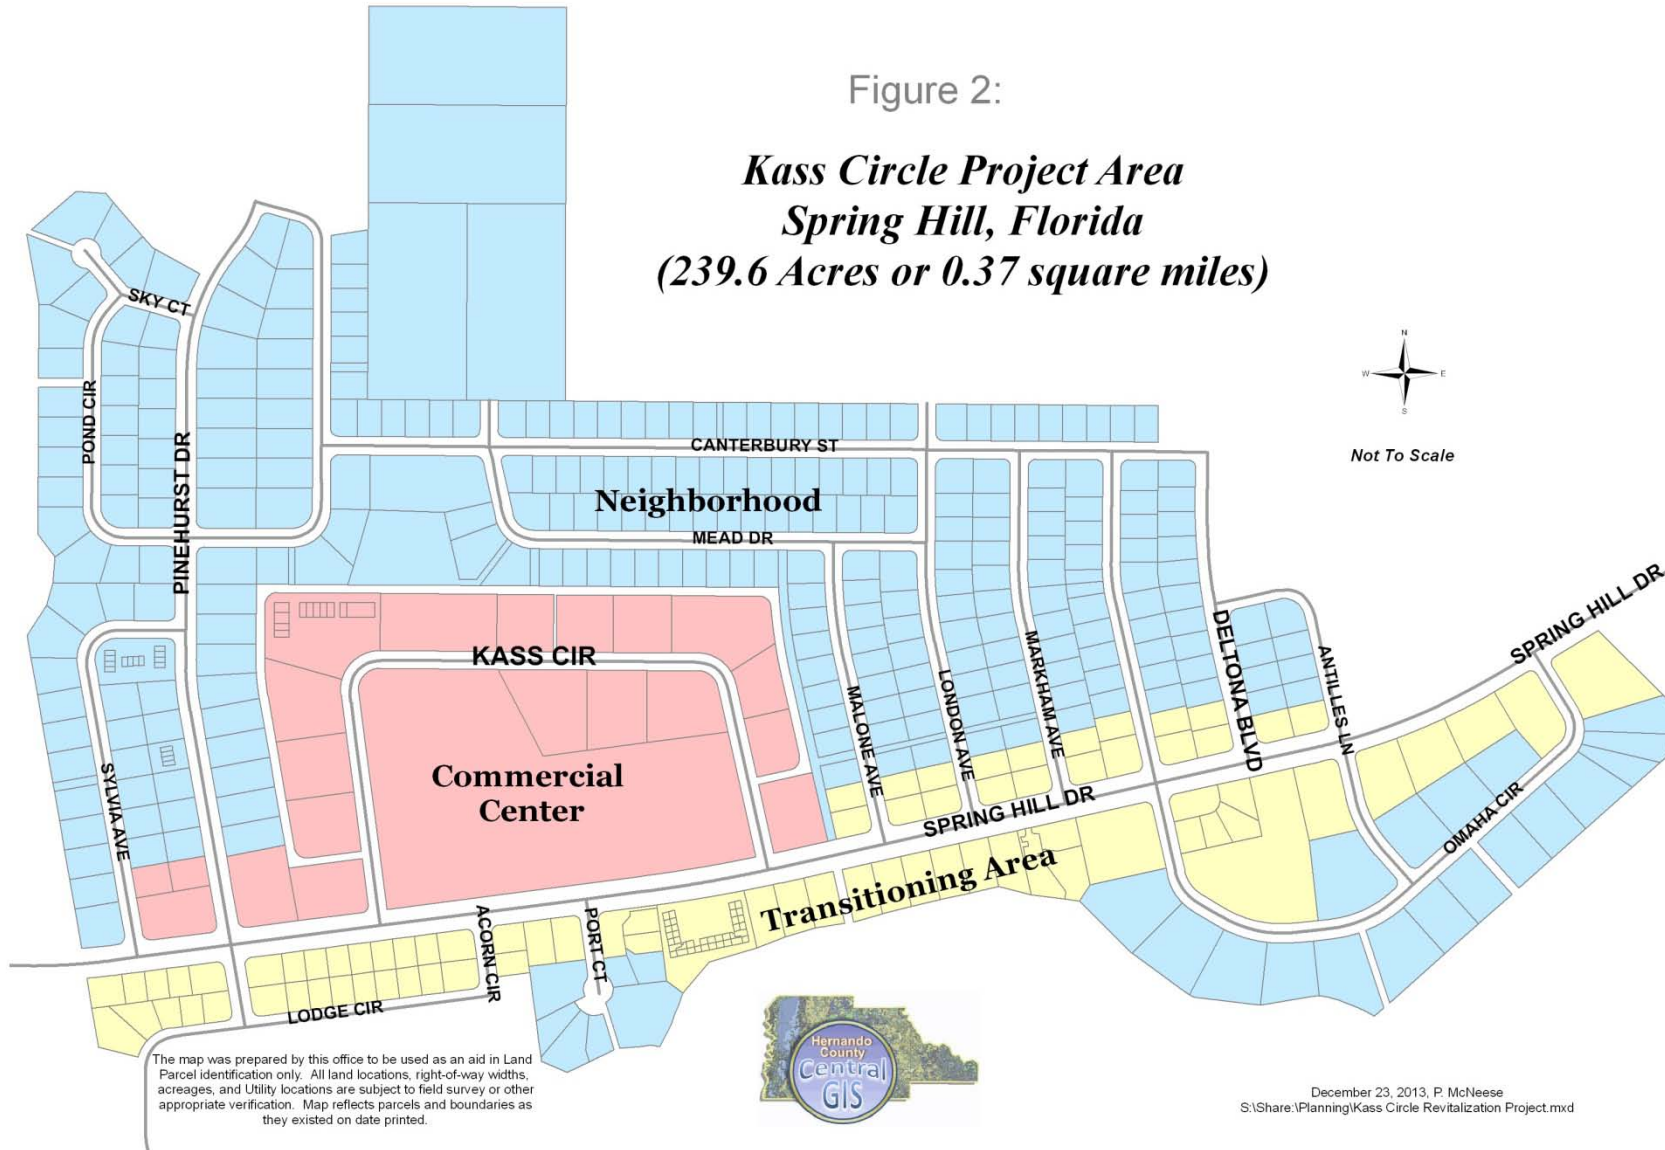 Figure 2:
Kass Circle Project Area
Spring Hill, Florida
(239.6 Acres or 0.37 square miles)
N
W
E
S
Not To Scale
SKY CT
POND CIR
PINEHURST DR
CANTERBURY ST
Neighborhood
MEAD DR
KASS CIR
Commercial
Center
SYLVIA AVE
MALONE AVE
LONDON AVE
MARKHAM AVE
DELTONA BLVD
ANTILLES LN
SPRING HILL DR
OMAHA CIR
SPRING HILL DR
Transitioning Area
ACORN CIR
PORT CT
LODGE CIR
The map was prepared by this office to be used as an aid in Land
Parcel identification only. All land locations, right-of-way widths,
acreages, and Utility locations are subject to field survey or other
appropriate verification. Map reflects parcels and boundaries as
they existed on date printed.
Hernando
County
Central
GIS
December 23, 2013, P. McNeese
S:\Share:\Planning\Kass Circle Revitalization Project.mxd